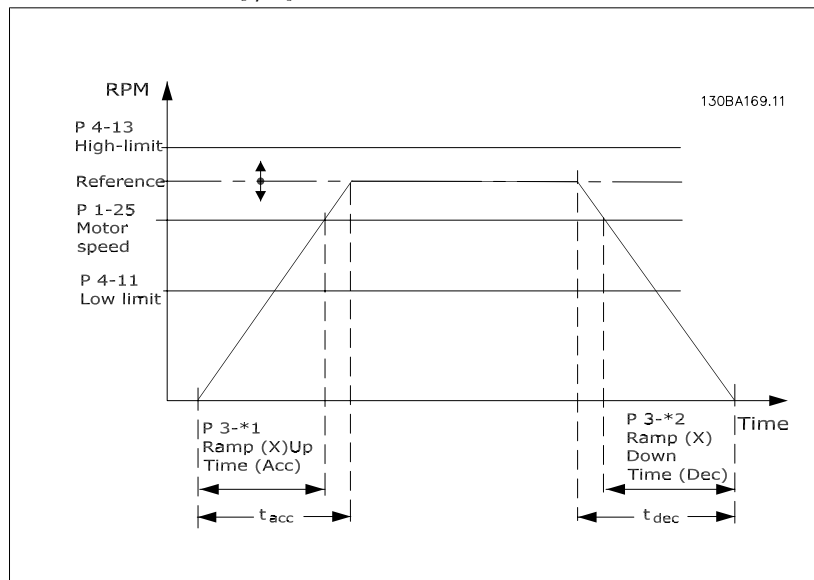 RPM
130BA169.11
P 4-13
High-limit
Reference
P 1-25
Motor
speed
P 4-11
Low limit
Time
P 3-*1
Ramp (X)Up
Time (Acc)
P 3-*2
Ramp (X)
Down
Time (Dec)
tacc
tdec